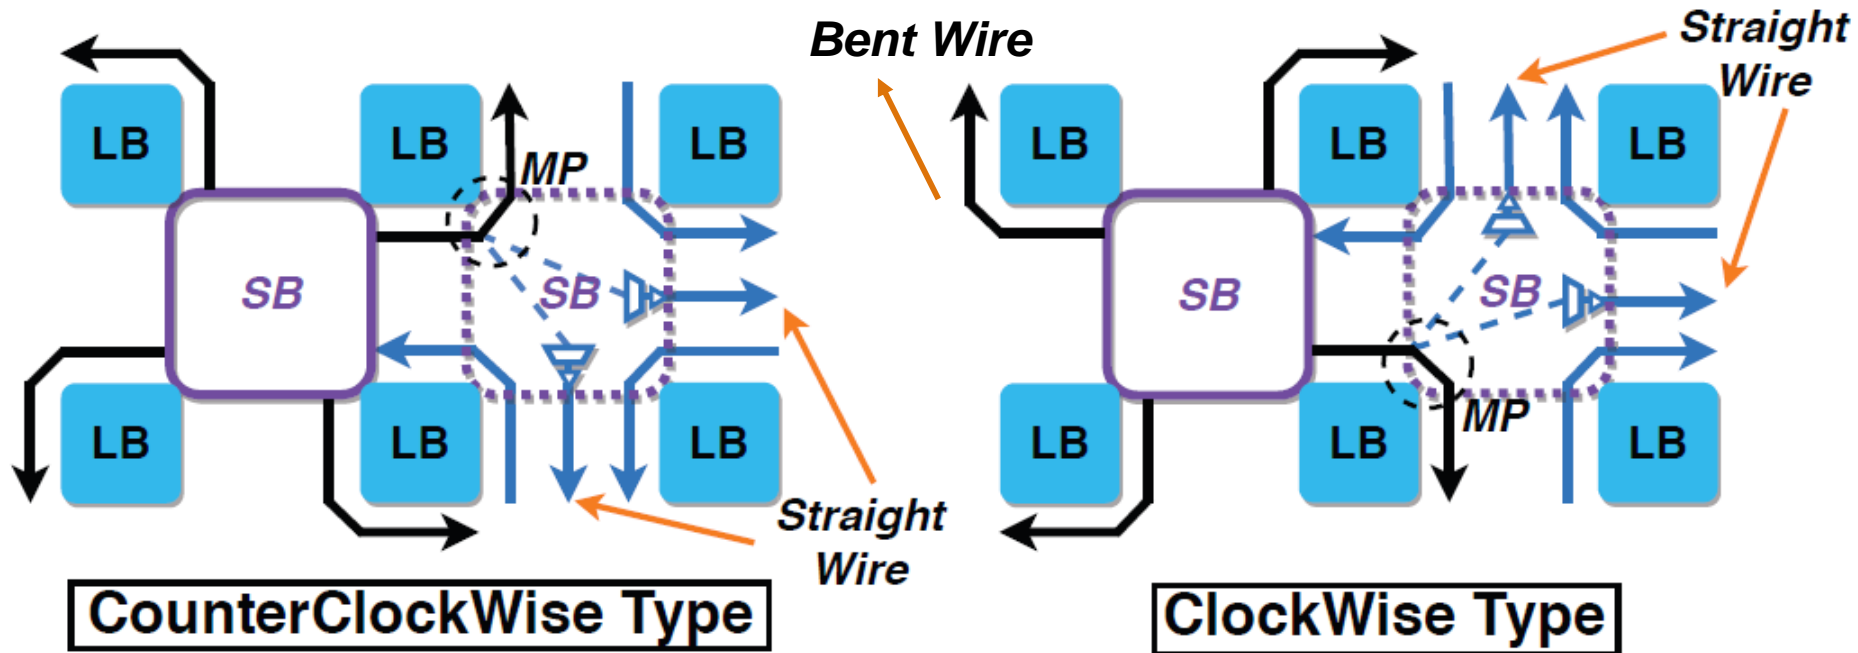 Bent Wire
Straight
Wire
LB
LB
LB
LB
LB
LB
MP
SB
SB
SB
SB
LB
LB
LB
MP
LB
LB
LB
Straight
Wire
CounterClockWise Type
ClockWise Type